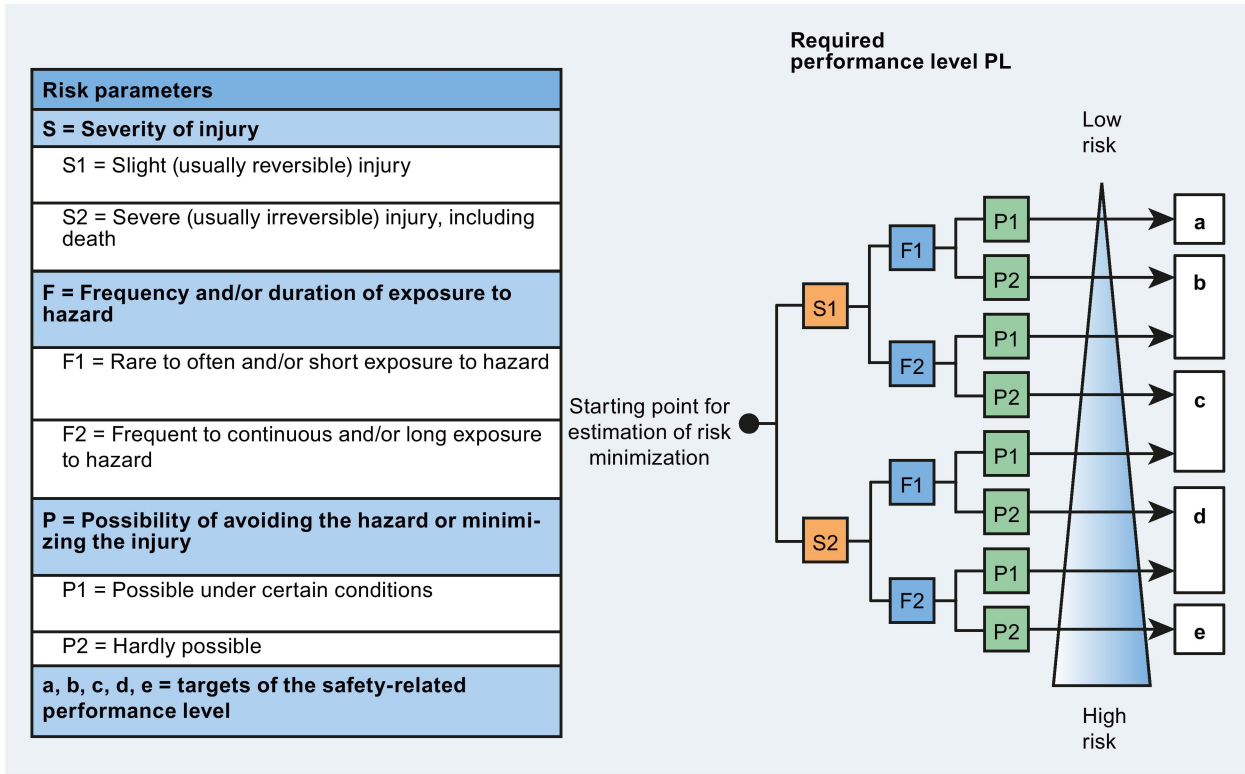 Risk parameters
S = Severity of injury
S1 = Slight (usually reversible) injury
S2 = Severe (usually irreversible) injury, including
death
F = Frequency and/or duration of exposure to
hazard
F1 = Rare to often and/or short exposure to hazard
F2 = Frequent to continuous and/or long exposure
to hazard
P = Possibility of avoiding the hazard or minimi-
zing the injury
P1 = Possible under certain conditions
P2 = Hardly possible
a, b, c, d, e = targets of the safety-related
performance level
Required
performance level PL
Low
risk
Starting point for
estimation of risk
minimization
S1
F1
P1
a
P2
b
F2
P1
P2
c
S2
F1
P1
P2
d
F2
P1
P2
e
High
risk